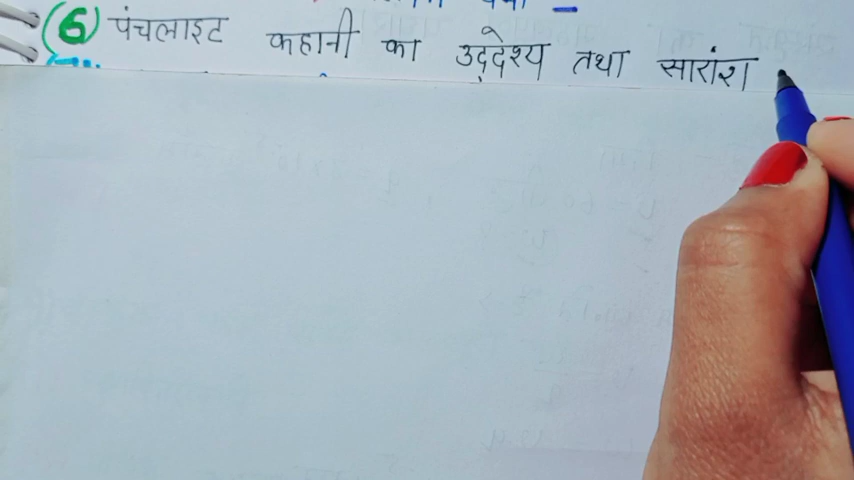 (6) पंचलाइट कहानी का उद्देश्य तथा सारांश